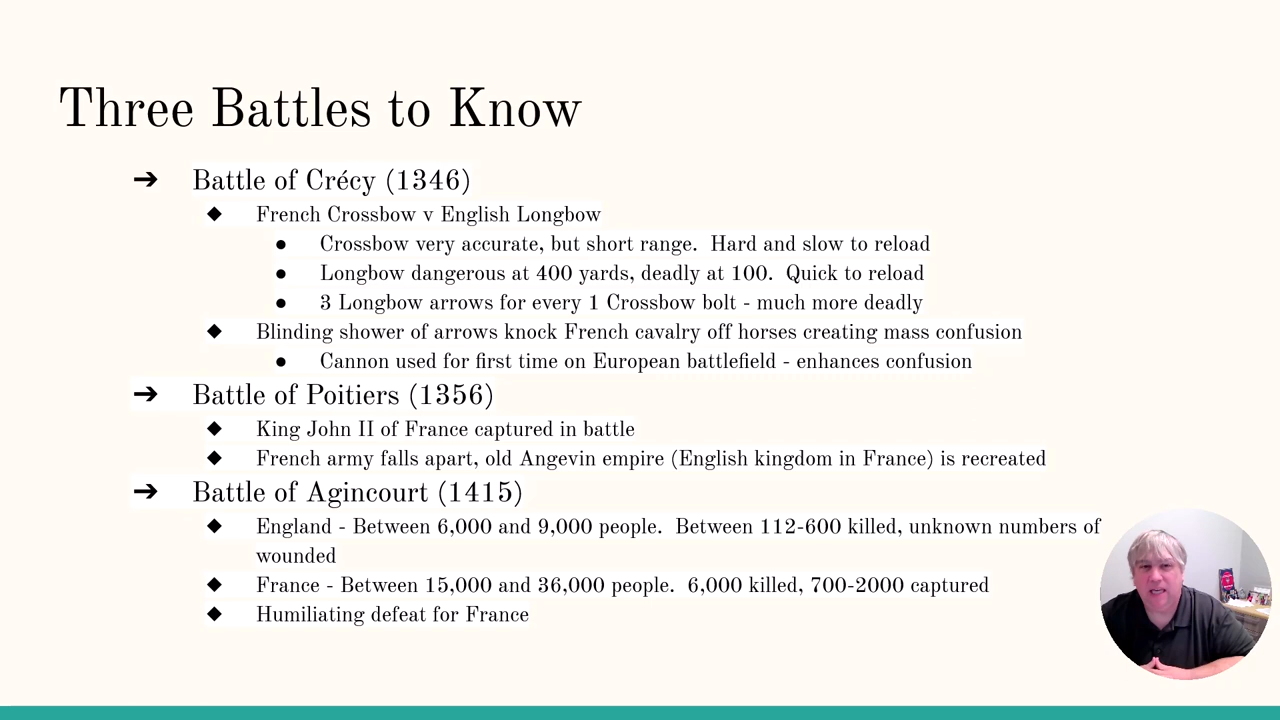 Three Battles to Know
➔ Battle of Crécy (1346)
◆ French Crossbow v English Longbow
● Crossbow very accurate, but short range.  Hard and slow to reload
● Longbow dangerous at 400 yards, deadly at 100.  Quick to reload
● 3 Longbow arrows for every 1 Crossbow bolt - much more deadly
◆ Blinding shower of arrows knock French cavalry off horses creating mass confusion
● Cannon used for first time on European battlefield - enhances confusion
➔ Battle of Poitiers (1356)
◆ King John II of France captured in battle
◆ French army falls apart, old Angevin empire (English kingdom in France) is recreated
➔ Battle of Agincourt (1415)
◆ England - Between 6,000 and 9,000 people.  Between 112-600 killed, unknown numbers of
wounded
◆ France - Between 15,000 and 36,000 people.  6,000 killed, 700-2000 captured
◆ Humiliating defeat for France